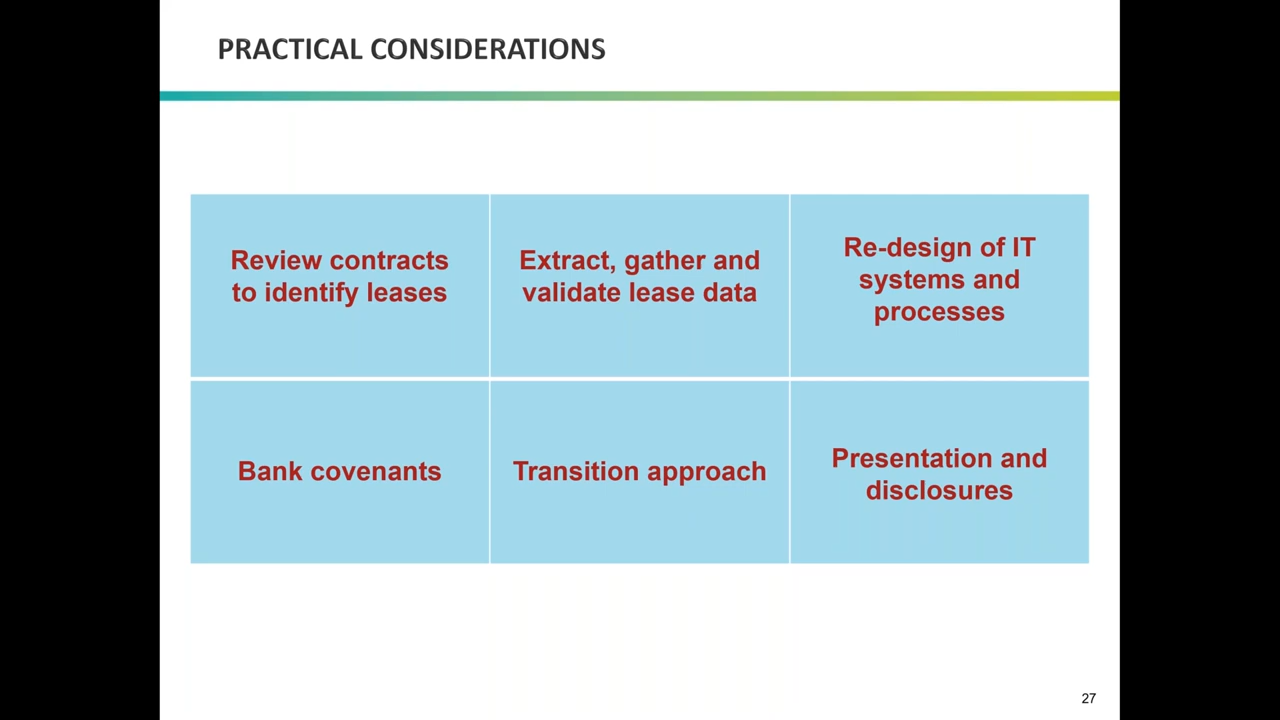 PRACTICAL CONSIDERATIONS
Review contracts
to identify leases
Extract, gather and
validate lease data
Re-design of IT
systems and
processes
Bank covenants
Transition approach
Presentation and
disclosures
27